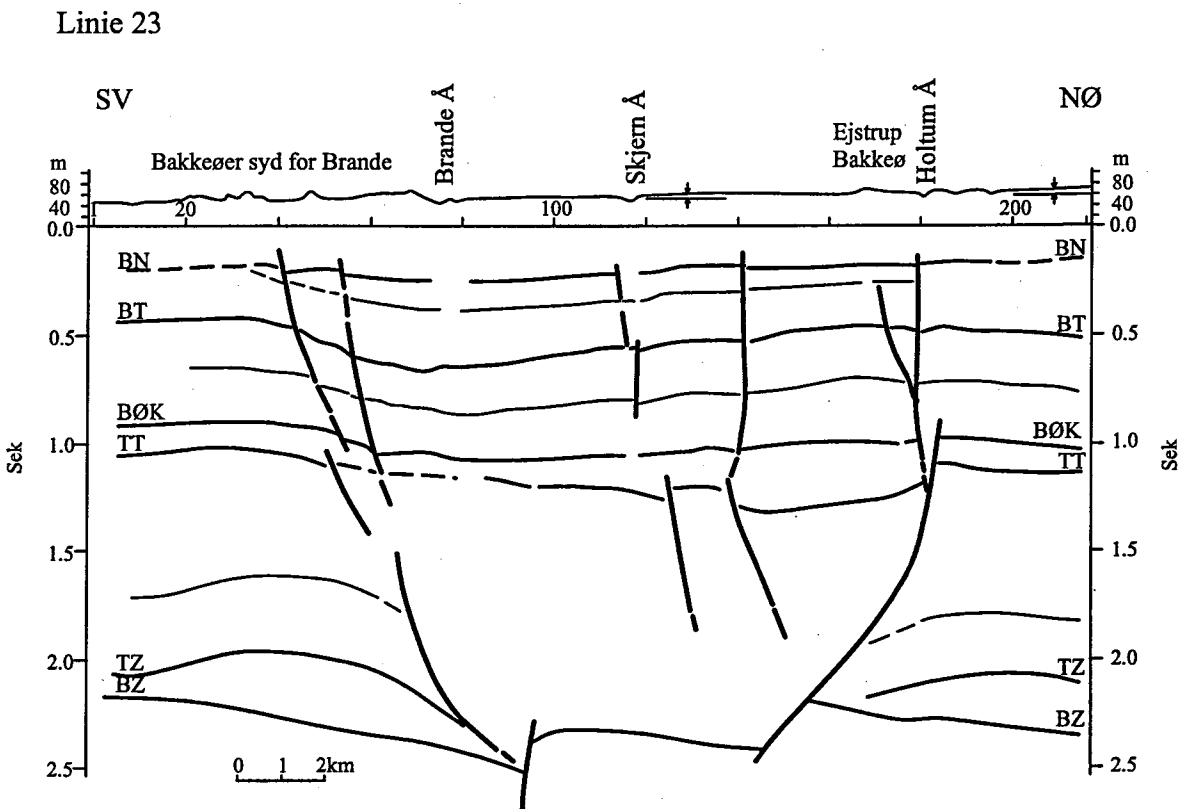 Linie 23
SV
Brande Å
Skjern Å
Holtum Å
NØ
Bakkeøer syd for Brande
Ejstrup
Bakkeø
m
m
80
80
40
40
1
20
100
200
0.0
0.0
BN
BN
BT
BT
0.5
0.5
BØK
BØK
1.0
1.0
TT
TT
Sek
Sek
1.5
1.5
2.0
2.0
TZ
TZ
BZ
BZ
0 1 2km
2.5
2.5